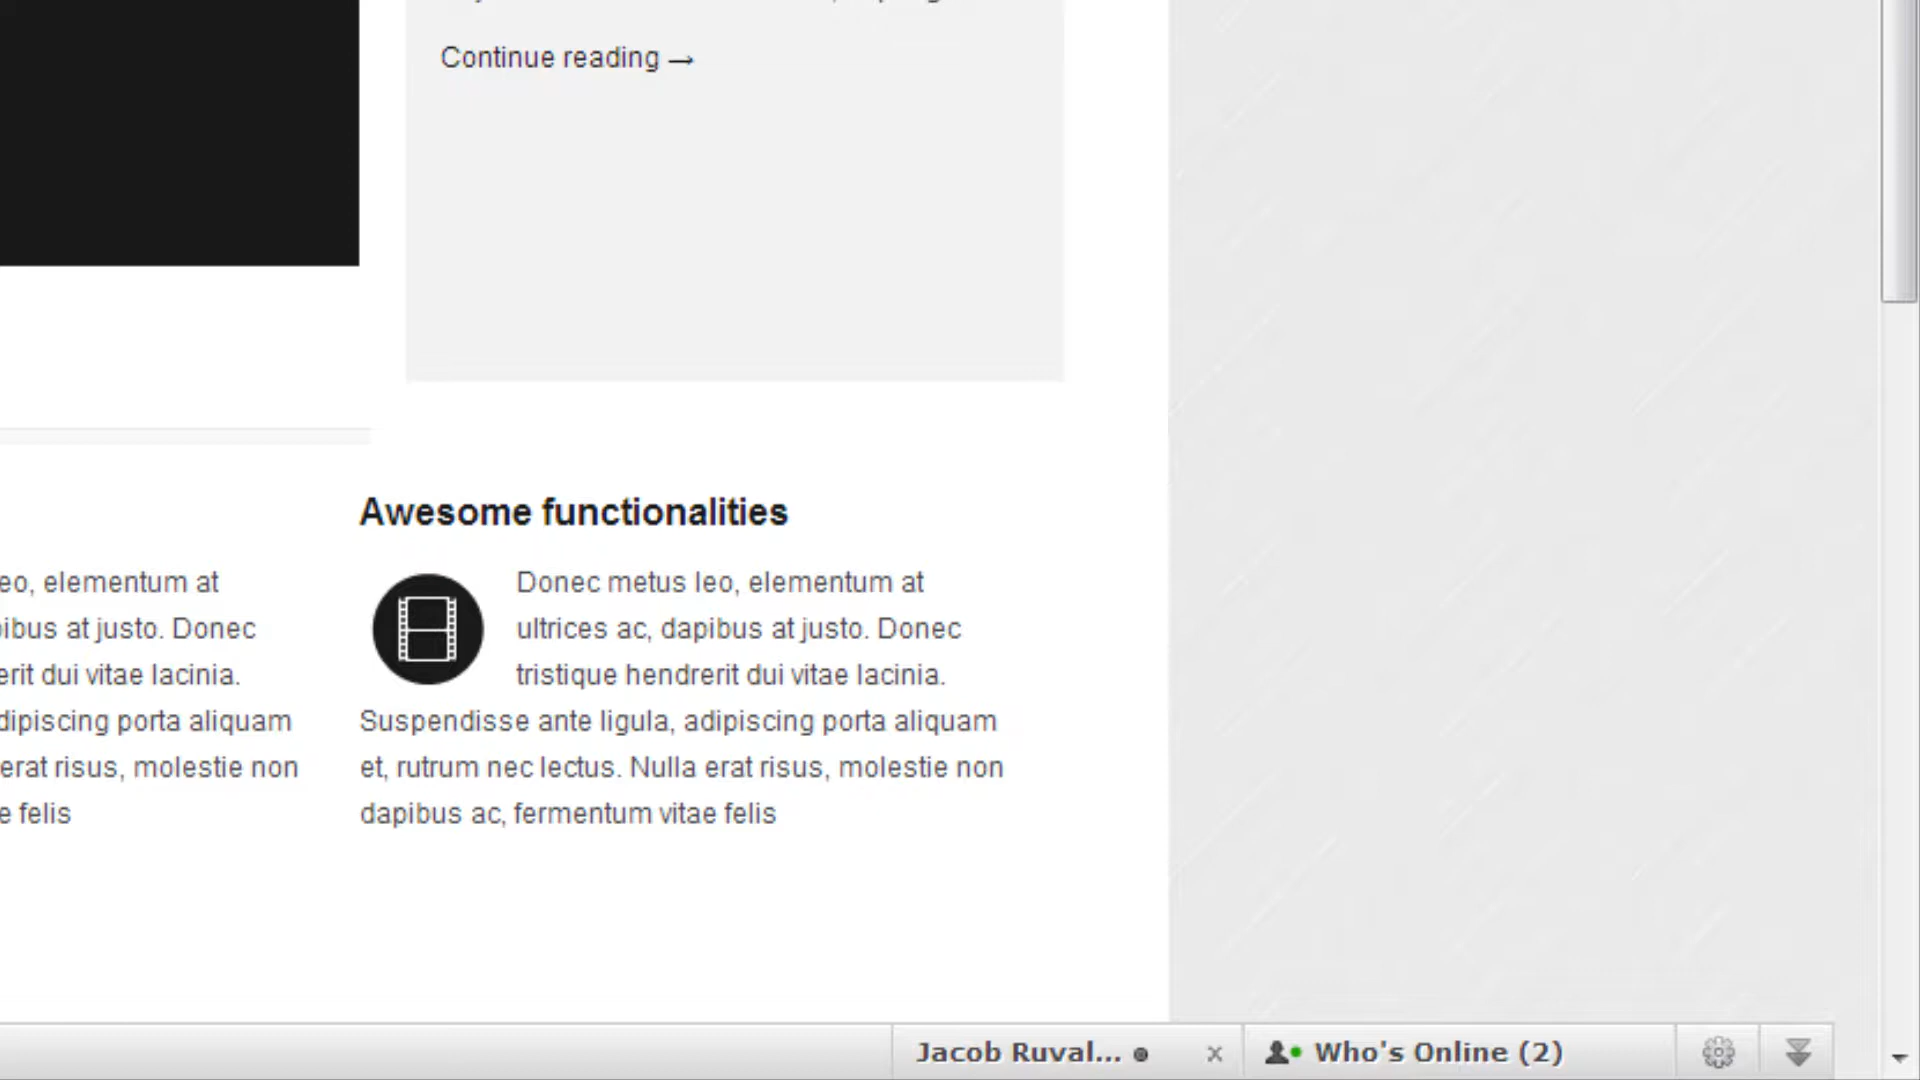 Continue reading →
Awesome functionalities
eo, elementum at
ibus at justo. Donec
erit dui vitae lacinia.
dipiscing porta aliquam
erat risus, molestie non
e felis
Donec metus leo, elementum at
ultrices ac, dapibus at justo. Donec
tristique hendrerit dui vitae lacinia.
Suspendisse ante ligula, adipiscing porta aliquam
et, rutrum nec lectus. Nulla erat risus, molestie non
dapibus ac, fermentum vitae felis
Jacob Ruval...
Who's Online (2)